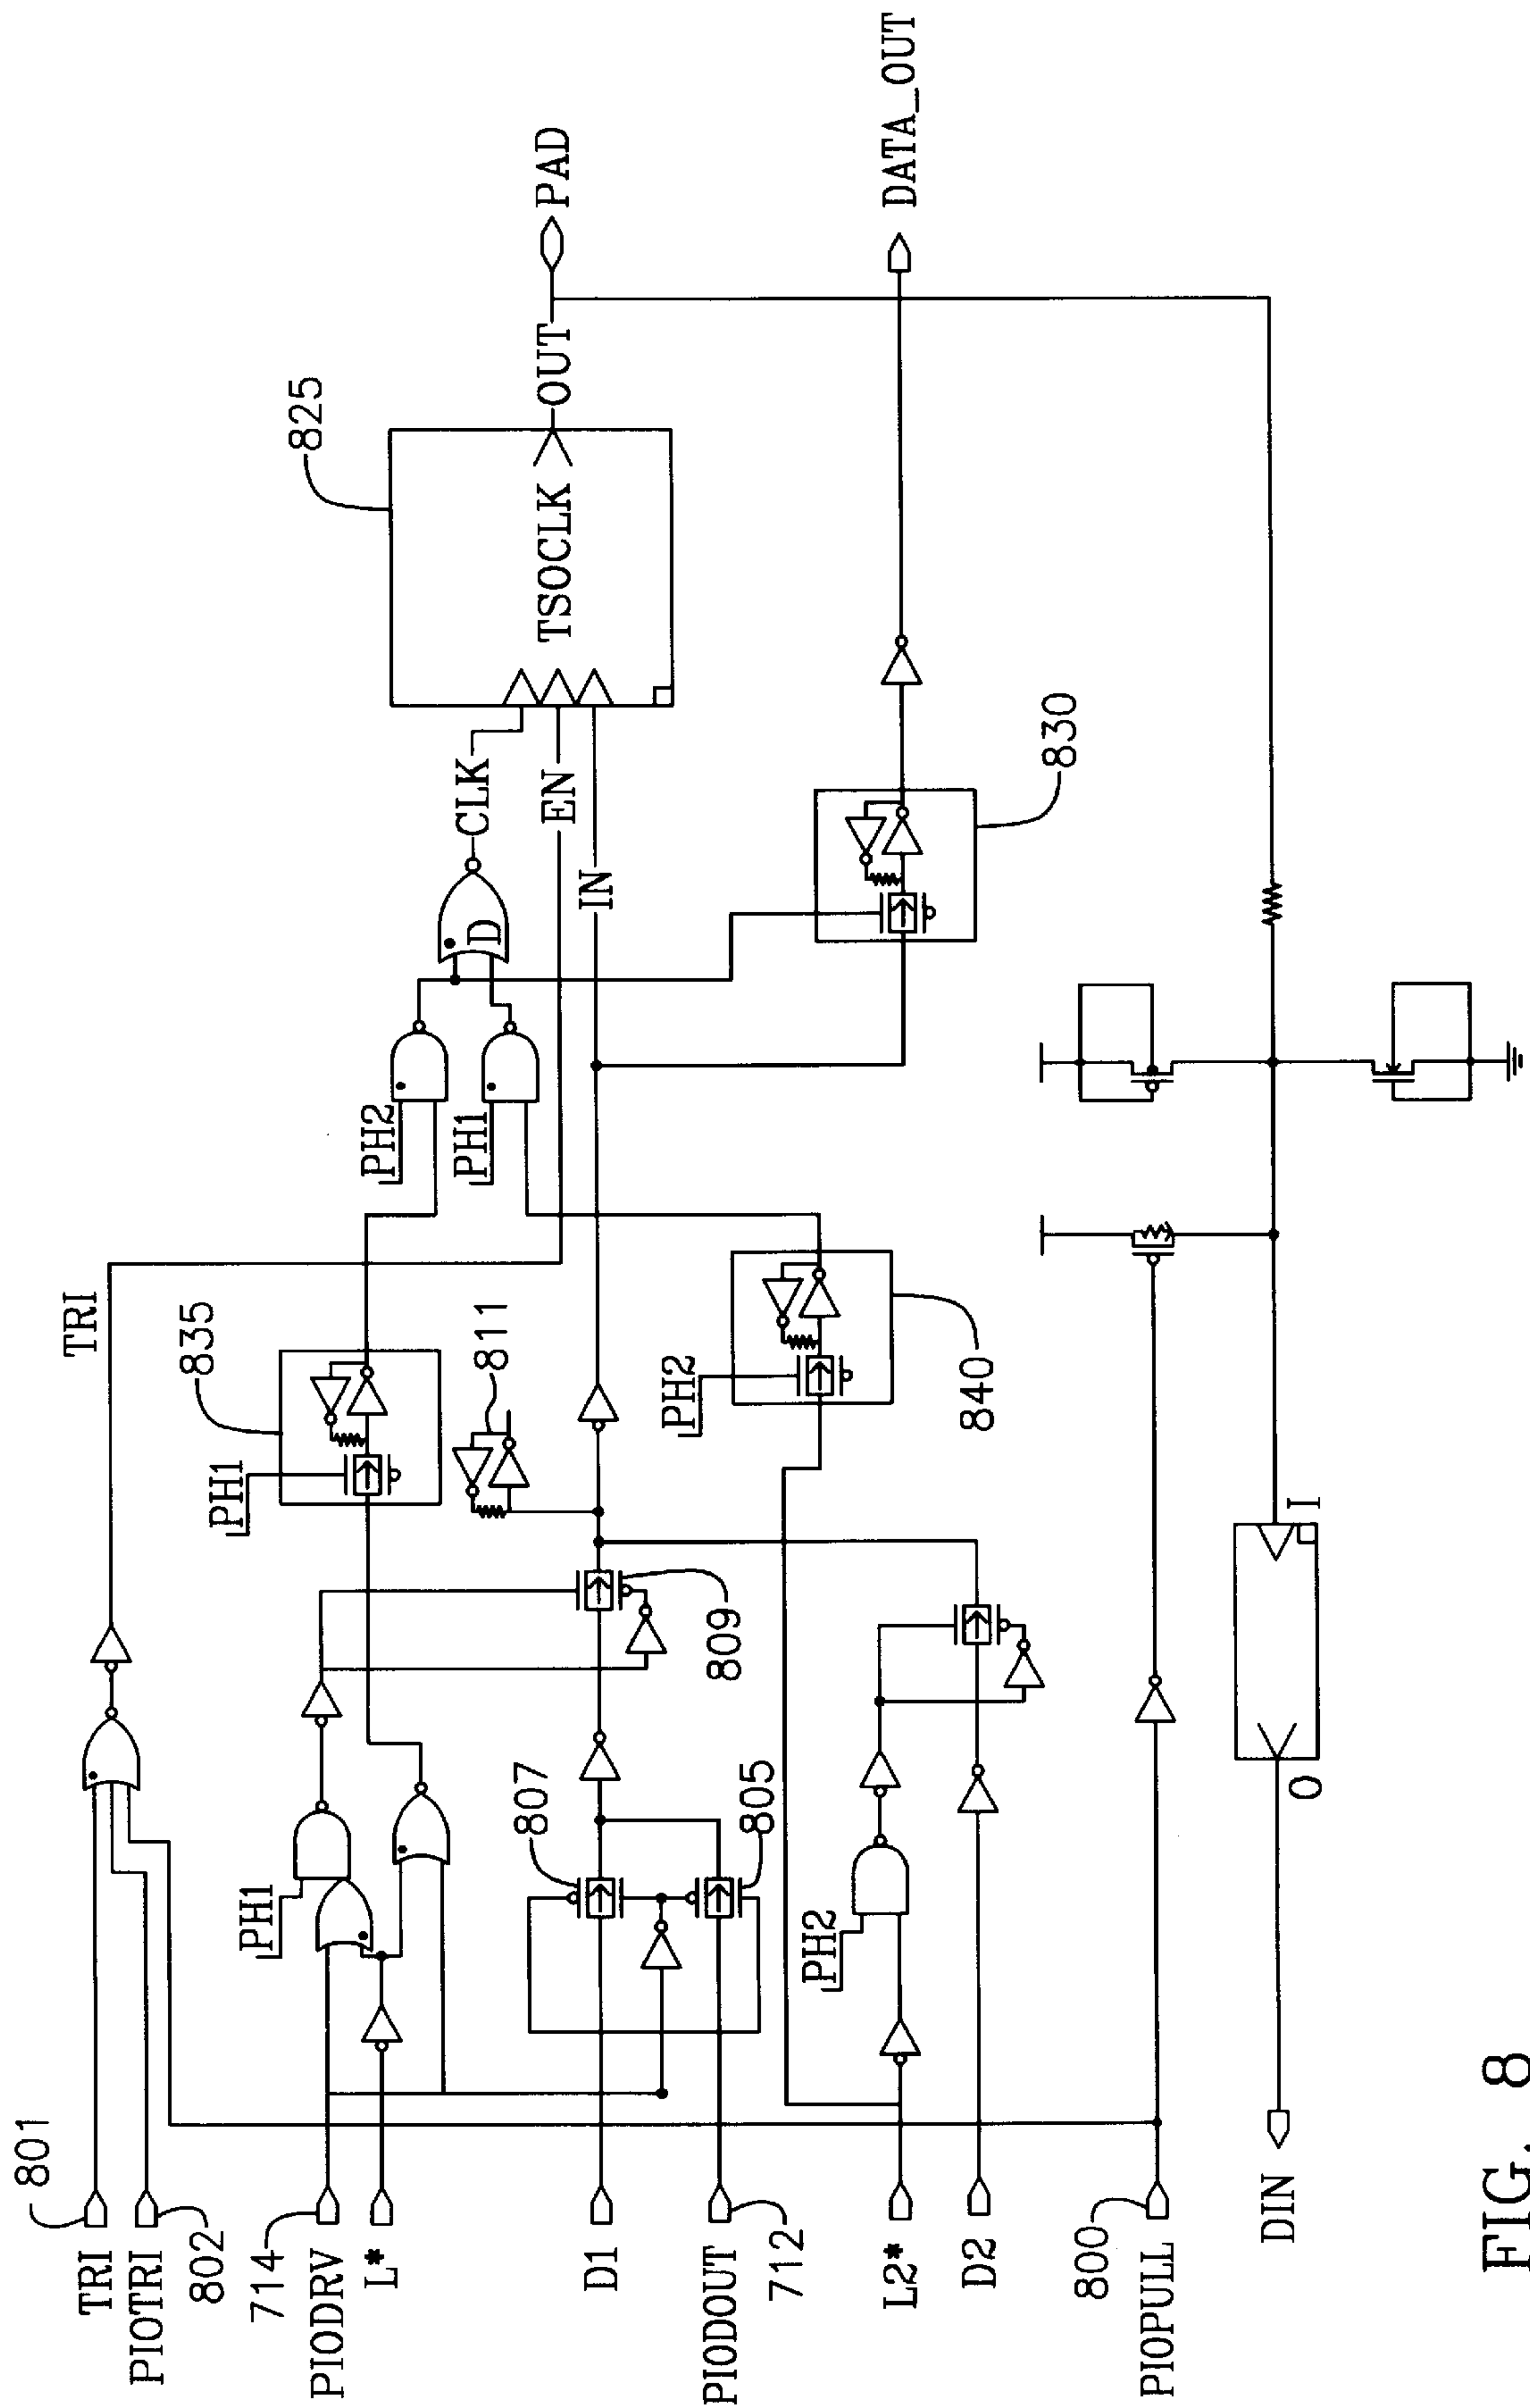 801
TRI
PIOTRI
802
714
PIODRV
L*
D1
PIODOUT
712
L2*
D2
800
PIOPULL
DIN
PH1
807
805
PH2
809
O
I
TRI
835
PH1
811
PH2
840
PH2
PH1
D
CLK
EN
IN
830
825
TSOCLK
OUT
PAD
DATA_OUT
FIG. 8